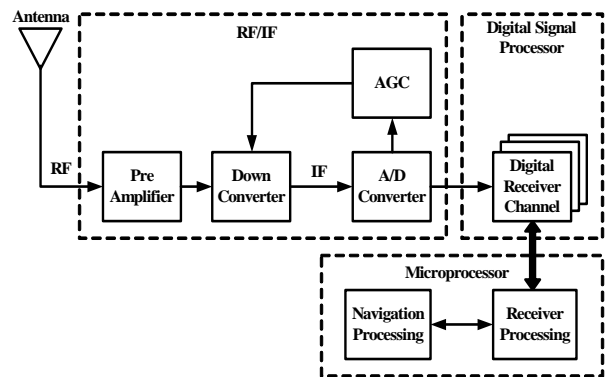 Antenna
RF/IF
Digital Signal
Processor
AGC
RF
Pre
Amplifier
Down
Converter
IF
A/D
Converter
Digital
Receiver
Channel
Microprocessor
Navigation
Processing
Receiver
Processing